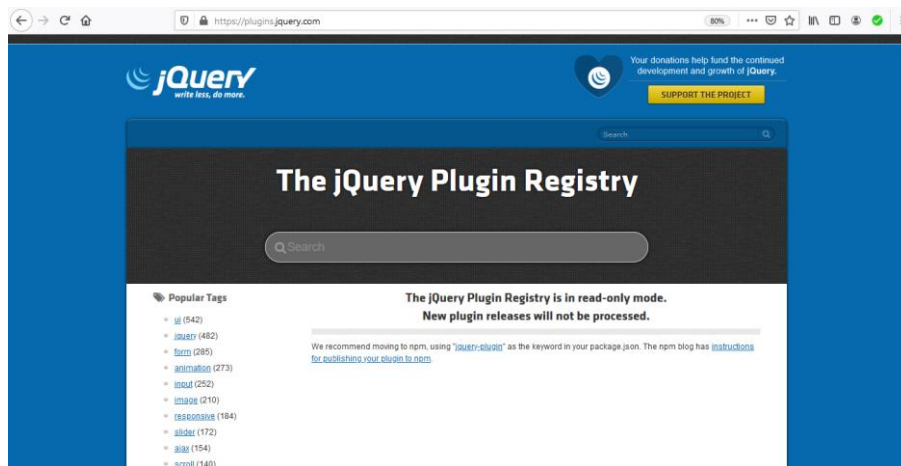 https://plugins.jquery.com
80%
jQuery
write less, do more.
Your donations help fund the continued
development and growth of jQuery.
SUPPORT THE PROJECT
Search
The jQuery Plugin Registry
Search
Popular Tags
ui (542)
jquery (482)
form (285)
animation (273)
input (252)
image (210)
responsive (184)
slider (172)
ajax (154)
scroll (140)
The jQuery Plugin Registry is in read-only mode.
New plugin releases will not be processed.
We recommend moving to npm, using "jquery-plugin" as the keyword in your package.json. The npm blog has instructions
for publishing your plugin to npm.